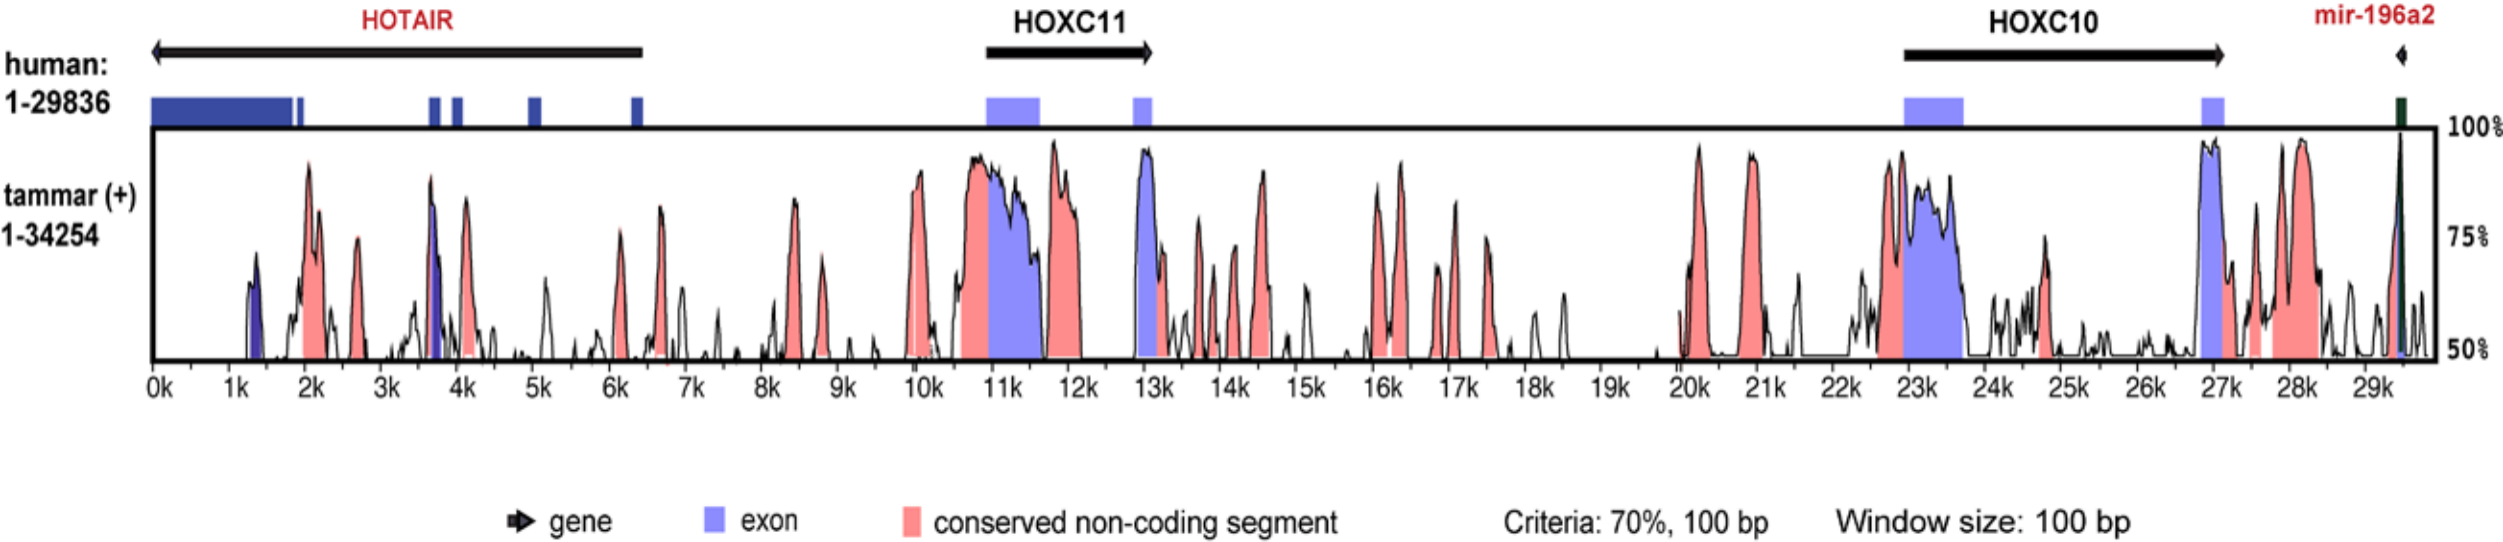 HOTAIR HOXC11 HOXC10 mir-196a2
human:
1-29836
100%
tammar (+)
1-34254
75%
50%
0k 1k 2k 3k 4k 5k 6k 7k 8k 9k 10k 11k 12k 13k 14k 15k 16k 17k 18k 19k 20k 21k 22k 23k 24k 25k 26k 27k 28k 29k
gene exon conserved non-coding segment Criteria: 70%, 100 bp Window size: 100 bp